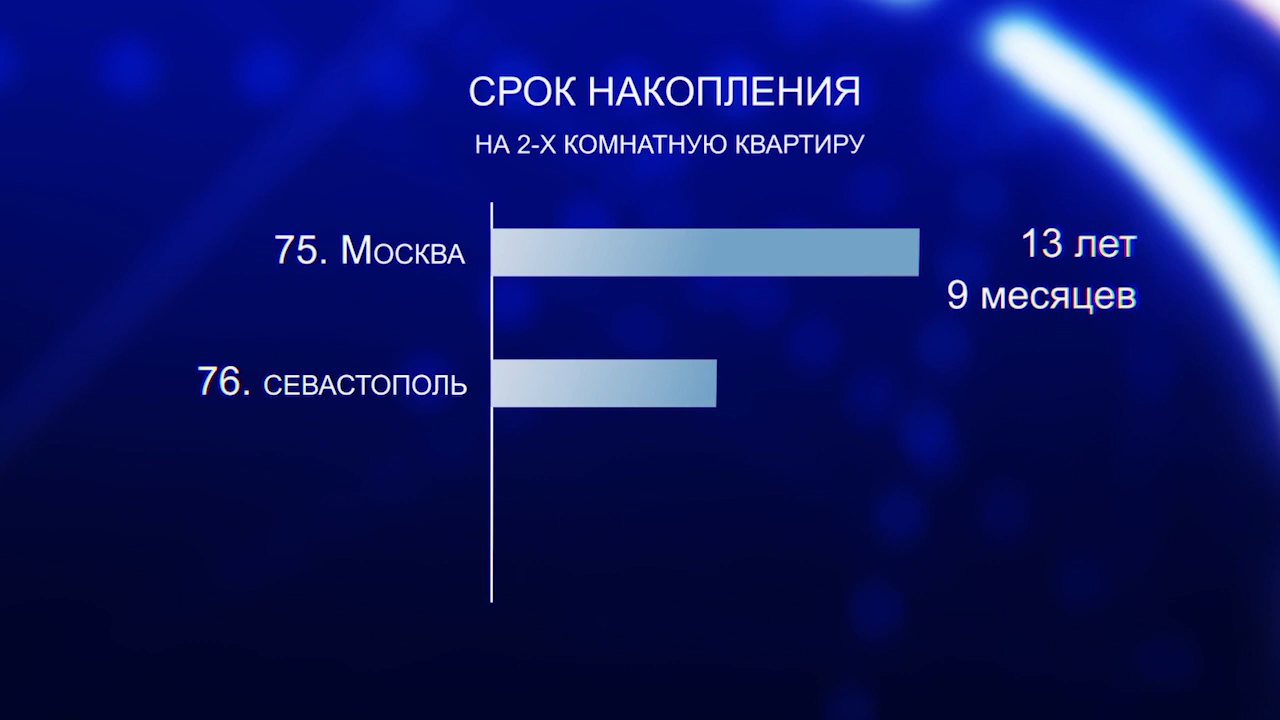 СРОК НАКОПЛЕНИЯ
НА 2-Х КОМНАТНУЮ КВАРТИРУ
75. МОСКВА
13 лет
9 месяцев
76. СЕВАСТОПОЛЬ